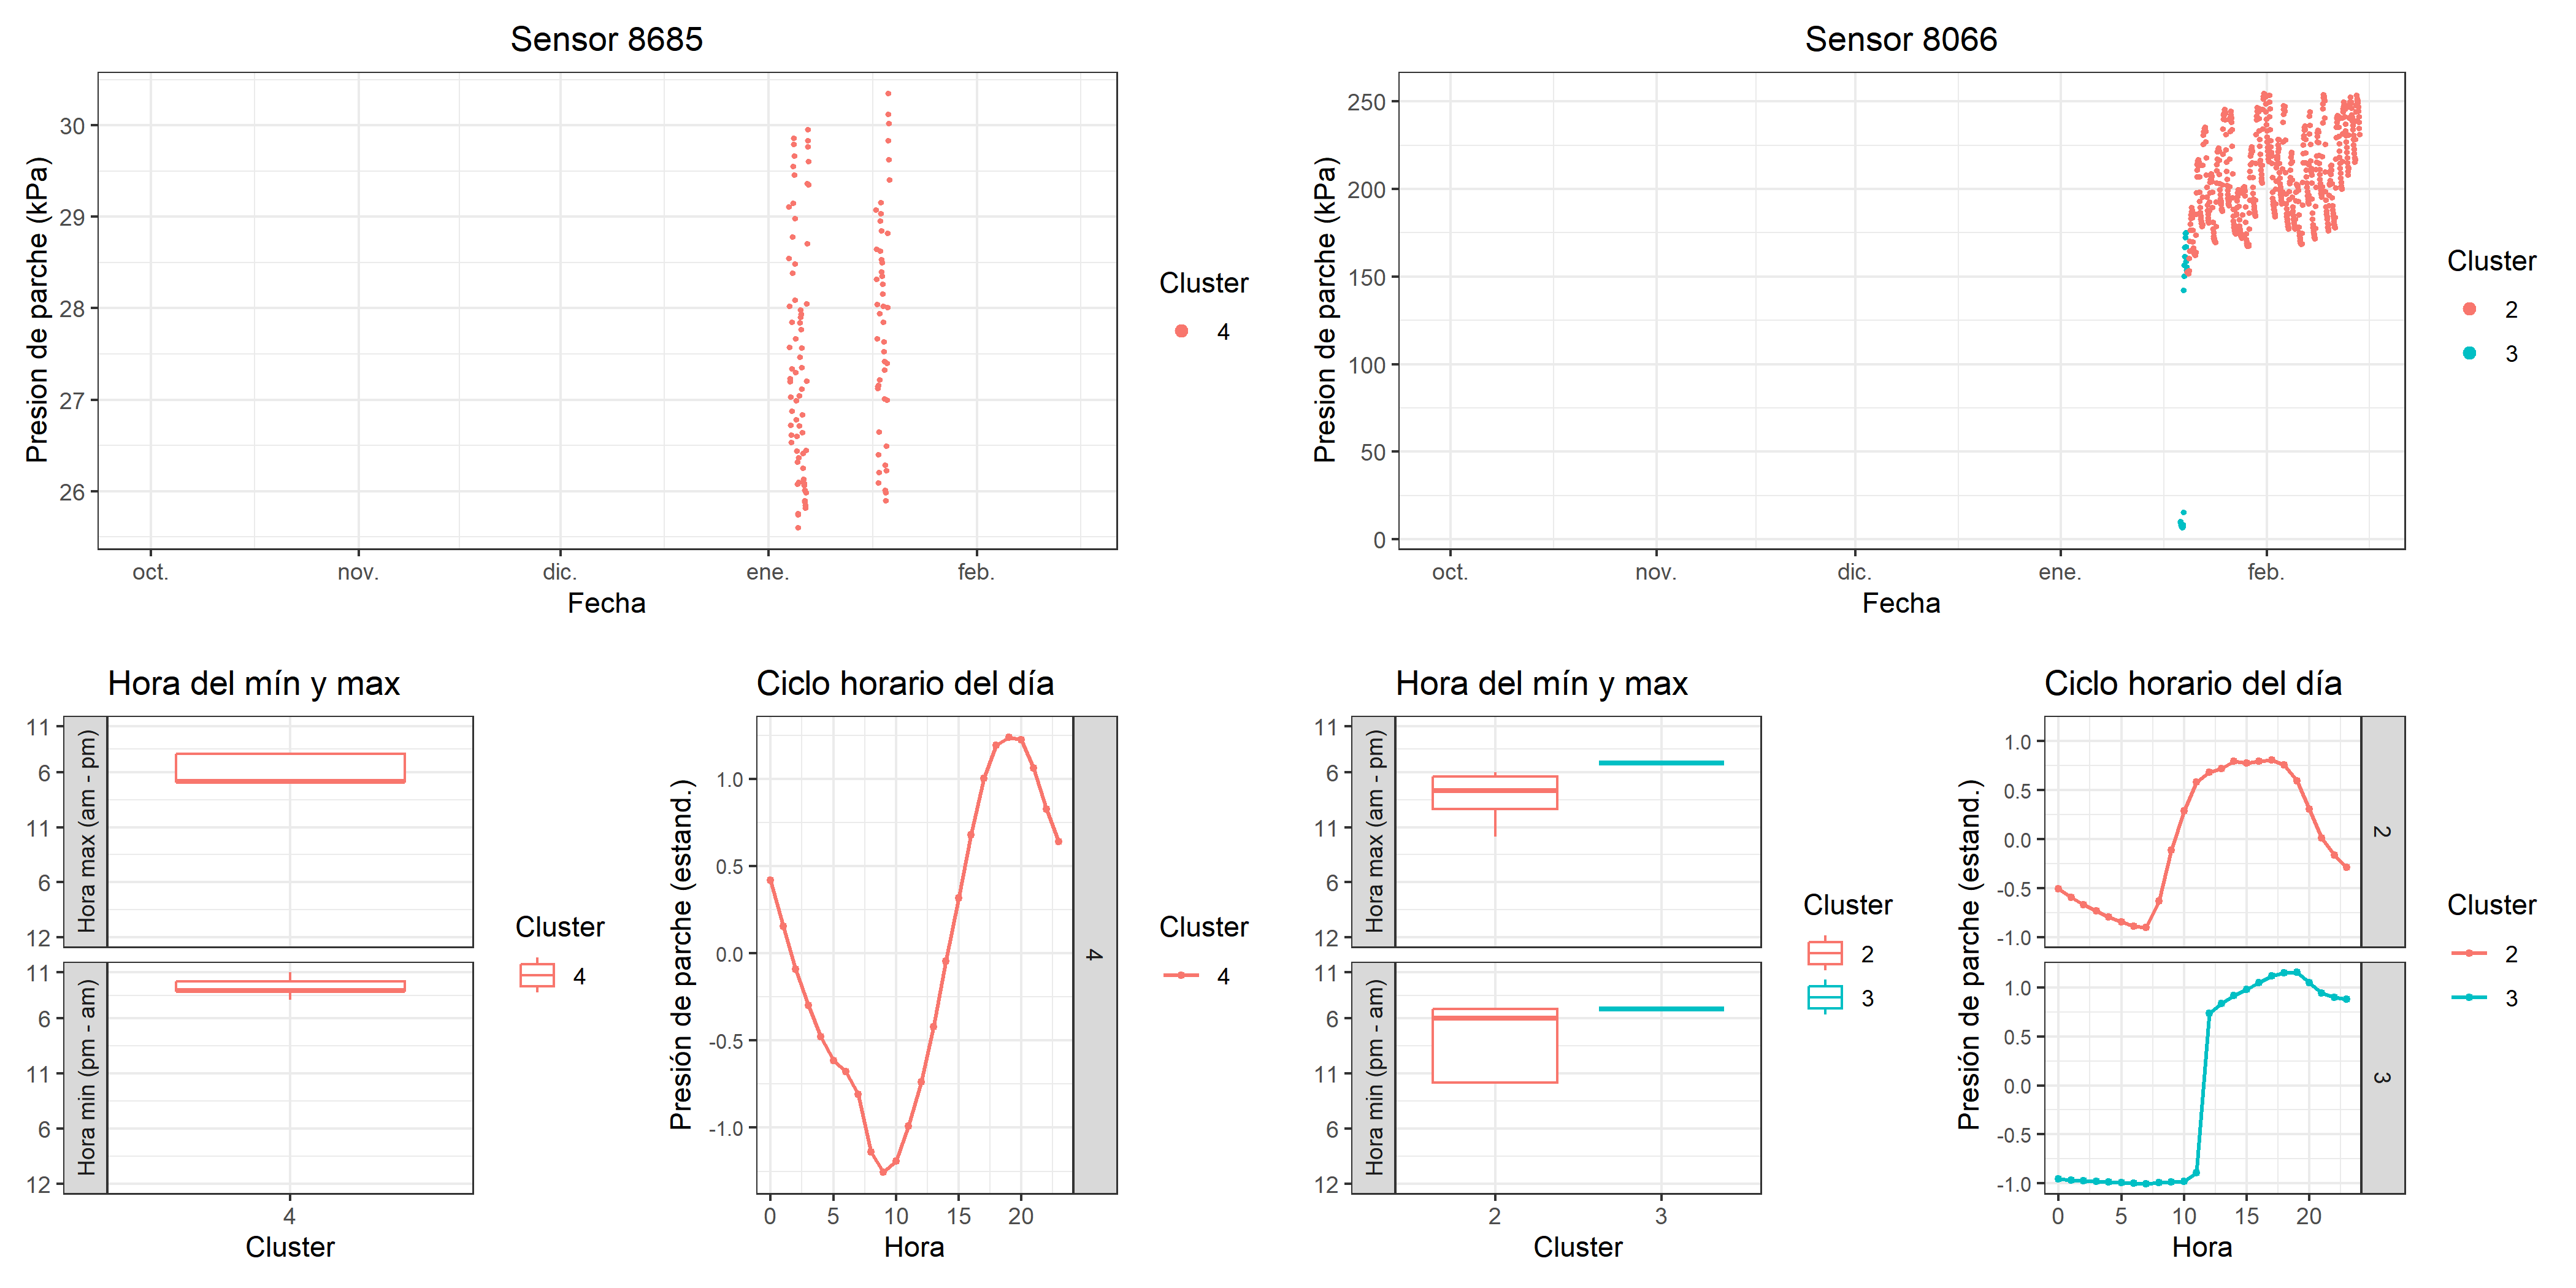 Sensor 8685
Presion de parche (kPa)
30
29
28
27
26
oct. nov. dic. ene. feb.
Fecha
Cluster
4
Sensor 8066
Presion de parche (kPa)
250
200
150
100
50
0
oct. nov. dic. ene. feb.
Fecha
Cluster
2
3
Hora del mín y max
Hora max (am - pm)
11
6
11
6
12
Hora min (pm - am)
11
6
11
6
12
4
Cluster
Cluster
4
Ciclo horario del día
Presión de parche (estand.)
1.0
0.5
0.0
-0.5
-1.0
4
0 5 10 15 20
Hora
Cluster
4
Hora del mín y max
Hora max (am - pm)
11
6
11
6
12
Hora min (pm - am)
11
6
11
6
12
2 3
Cluster
Cluster
2
3
Ciclo horario del día
Presión de parche (estand.)
1.0
0.5
0.0
-0.5
-1.0
2
1.0
0.5
0.0
-0.5
-1.0
3
0 5 10 15 20
Hora
Cluster
2
3